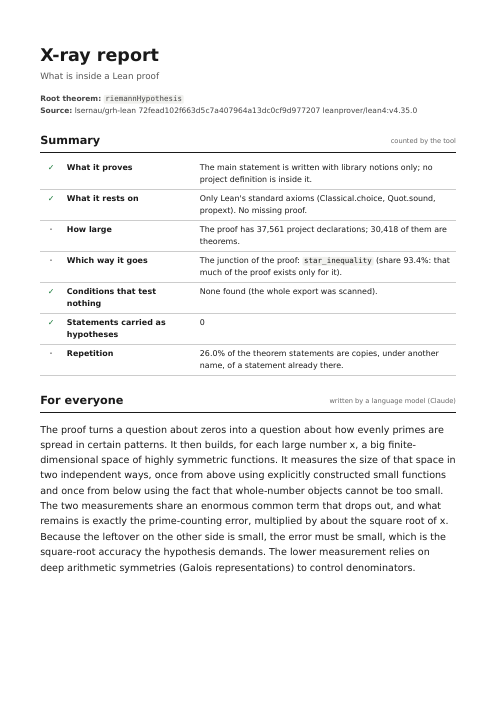 X-ray report
What is inside a Lean proof
Root theorem: riemannHypothesis
Source: lsernau/grh-lean 72fead102f663d5c7a407964a13dc0cf9d977207 leanprover/lean4:v4.35.0
Summary
counted by the tool
✓ What it proves
The main statement is written with library notions only; no
project definition is inside it.
✓ What it rests on
Only Lean's standard axioms (Classical.choice, Quot.sound,
propext). No missing proof.
· How large
The proof has 37,561 project declarations; 30,418 of them are
theorems.
· Which way it goes
The junction of the proof: star_inequality (share 93.4%: that
much of the proof exists only for it).
✓ Conditions that test
nothing
None found (the whole export was scanned).
✓ Statements carried as
hypotheses
0
· Repetition
26.0% of the theorem statements are copies, under another
name, of a statement already there.
For everyone
written by a language model (Claude)
The proof turns a question about zeros into a question about how evenly primes are
spread in certain patterns. It then builds, for each large number x, a big finite-
dimensional space of highly symmetric functions. It measures the size of that space in
two independent ways, once from above using explicitly constructed small functions
and once from below using the fact that whole-number objects cannot be too small.
The two measurements share an enormous common term that drops out, and what
remains is exactly the prime-counting error, multiplied by about the square root of x.
Because the leftover on the other side is small, the error must be small, which is the
square-root accuracy the hypothesis demands. The lower measurement relies on
deep arithmetic symmetries (Galois representations) to control denominators.